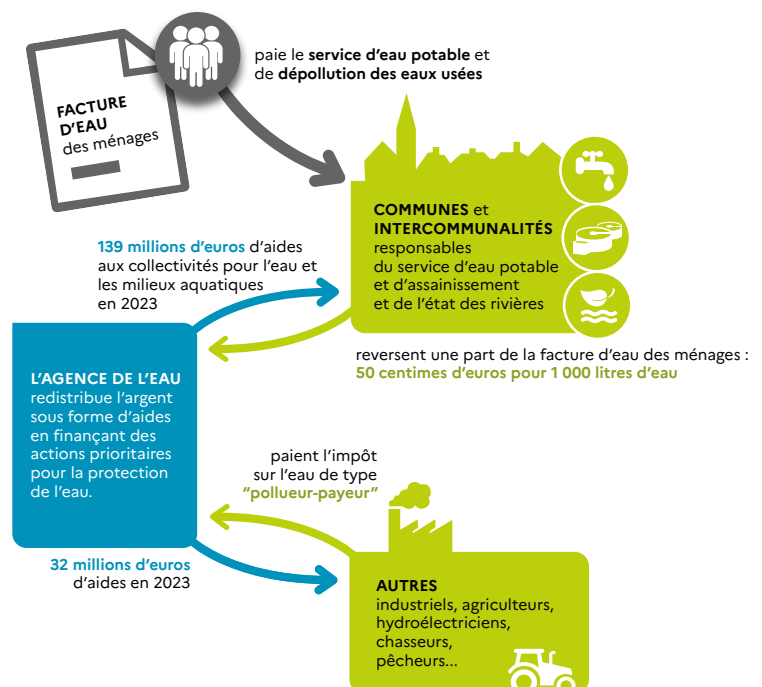 FACTURE
D'EAU
des ménages
paie le service d'eau potable et
de dépollution des eaux usées
COMMUNES et
INTERCOMMUNALITÉS
responsables
du service d'eau potable
et d'assainissement
et de l'état des rivières
139 millions d'euros d'aides
aux collectivités pour l'eau et
les milieux aquatiques
en 2023
reversent une part de la facture d'eau des ménages :
50 centimes d'euros pour 1 000 litres d'eau
L'AGENCE DE L'EAU
redistribue l'argent
sous forme d'aides
en finançant des
actions prioritaires
pour la protection
de l'eau.
paient l'impôt
sur l'eau de type
“pollueur-payeur”
32 millions d'euros
d'aides en 2023
AUTRES
industriels, agriculteurs,
hydroélectriciens,
chasseurs,
pêcheurs...